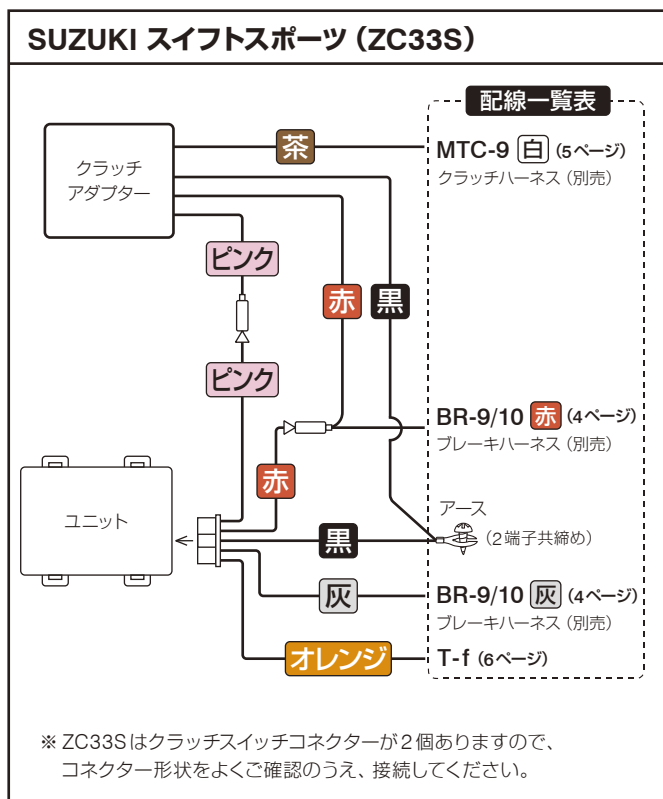 SUZUKI スイフトスポーツ（ZC33S）
配線一覧表
クラッチ
アダプター
茶
MTC-9 白 (5ページ)
クラッチハーネス（別売）
ピンク
赤
黒
ピンク
BR-9/10 赤 (4ページ)
ブレーキハーネス（別売）
赤
アース
(2端子共締め)
ユニット
黒
灰
BR-9/10 灰 (4ページ)
ブレーキハーネス（別売）
オレンジ
T-f (6ページ)
※ ZC33Sはクラッチスイッチコネクターが2個ありますので、
コネクター形状をよくご確認のうえ、接続してください。